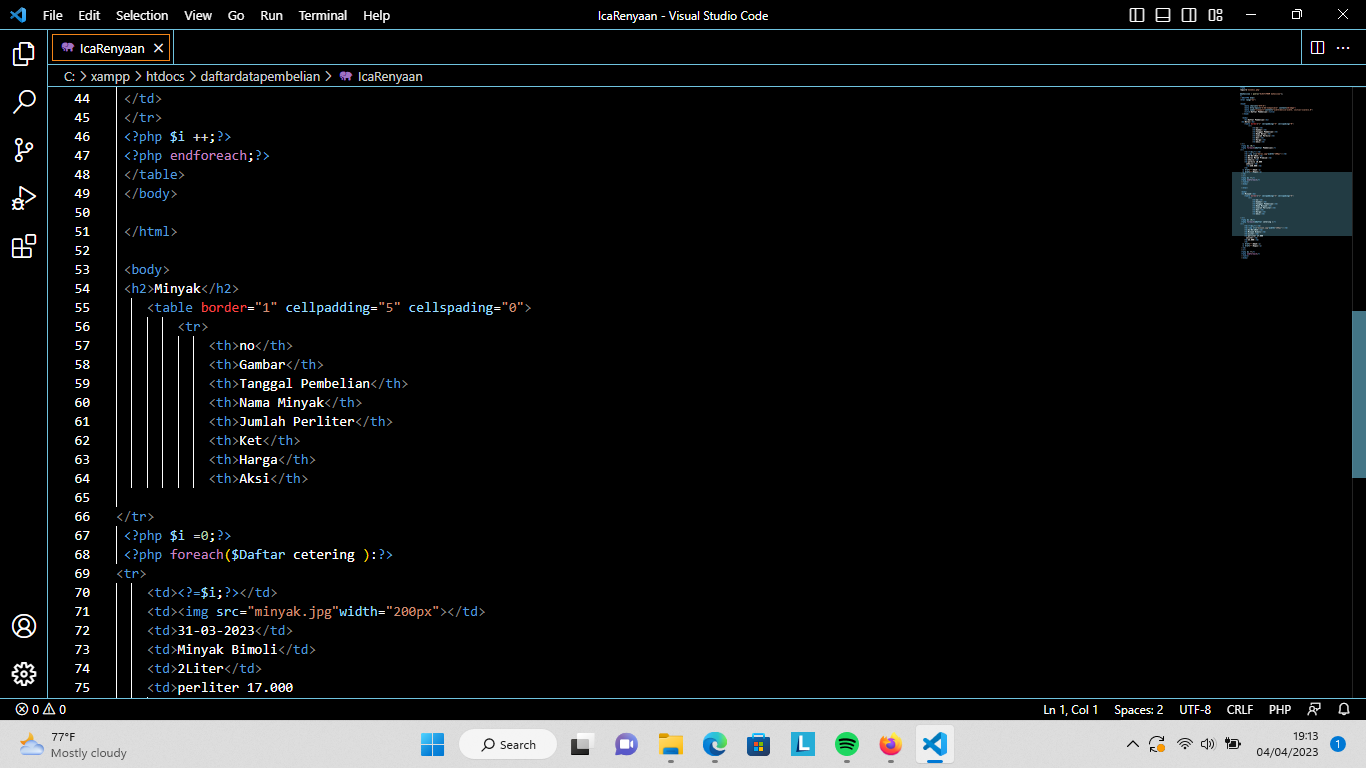 File Edit Selection View Go Run Terminal Help IcaRenyaan - Visual Studio Code
IcaRenyaan
C: > xampp > htdocs > daftardatapembelian > IcaRenyaan
44 </td>
45 </tr>
46 <?php $i ++;?>
47 <?php endforeach;?>
48 </table>
49 </body>
50
51 </html>
52
53 <body>
54 <h2>Minyak</h2>
55 <table border="1" cellpadding="5" cellspading="0">
56 <tr>
57 <th>no</th>
58 <th>Gambar</th>
59 <th>Tanggal Pembelian</th>
60 <th>Nama Minyak</th>
61 <th>Jumlah Perliter</th>
62 <th>Ket</th>
63 <th>Harga</th>
64 <th>Aksi</th>
65
66 </tr>
67 <?php $i =0;?>
68 <?php foreach($Daftar cetering ):?>
69 <tr>
70 <td><?=$i;?></td>
71 <td><img src="minyak.jpg"width="200px"></td>
72 <td>31-03-2023</td>
73 <td>Minyak Bimoli</td>
74 <td>2Liter</td>
75 <td>perliter 17.000
0 0 Ln 1, Col 1 Spaces: 2 UTF-8 CRLF PHP
77°F
Mostly cloudy
Search
L
19:13
04/04/2023
1